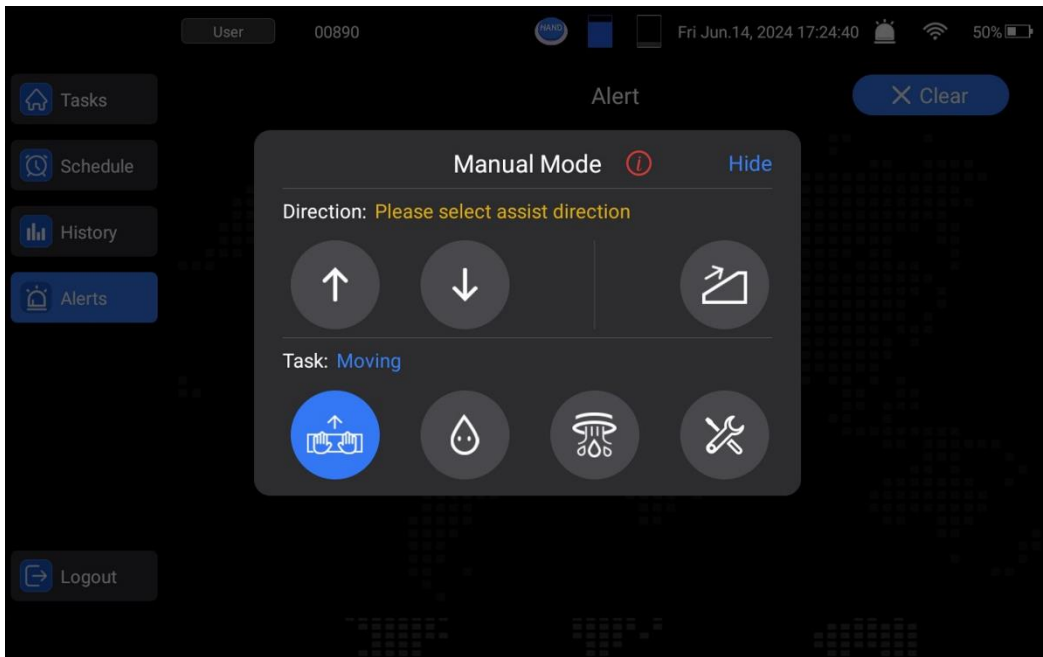 User 00890 HAND Fri Jun.14, 2024 17:24:40 50%
Tasks
Alert
Clear
Schedule
History
Alerts
Manual Mode i Hide
Direction: Please select assist direction
Task: Moving
Logout